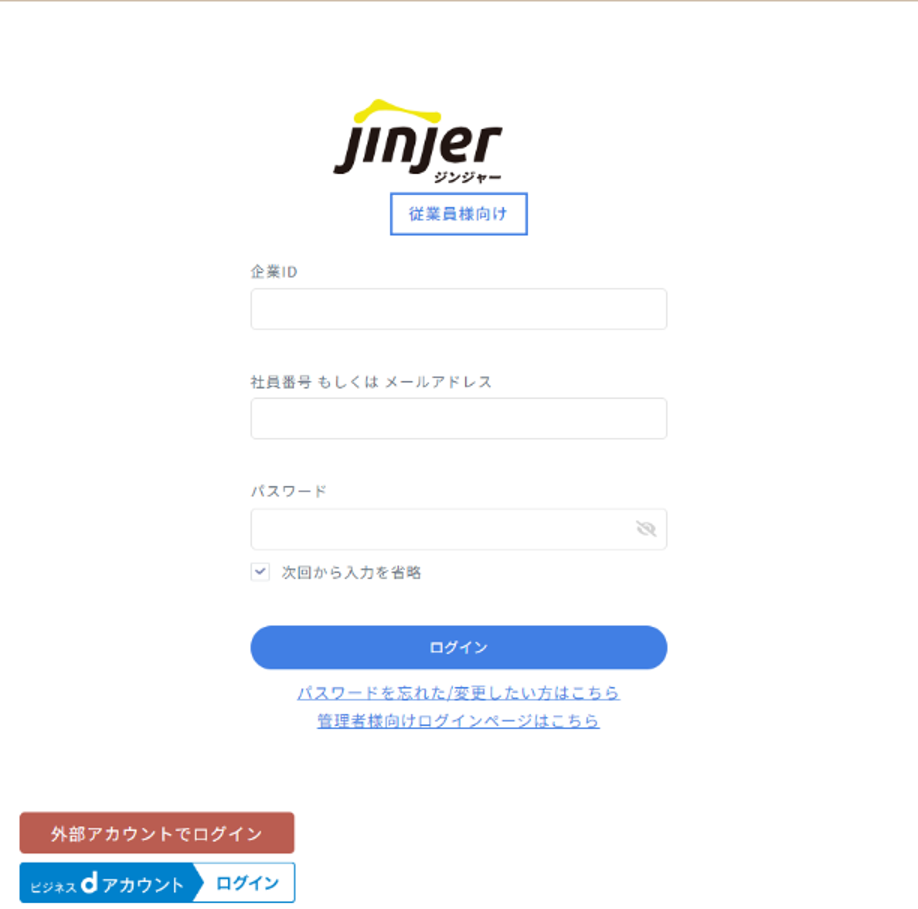 jinjer
ジンジャー
従業員様向け
企業ID
社員番号 もしくは メールアドレス
パスワード
次回から入力を省略
ログイン
パスワードを忘れた/変更したい方はこちら
管理者様向けログインページはこちら
外部アカウントでログイン
ビジネス dアカウント ログイン